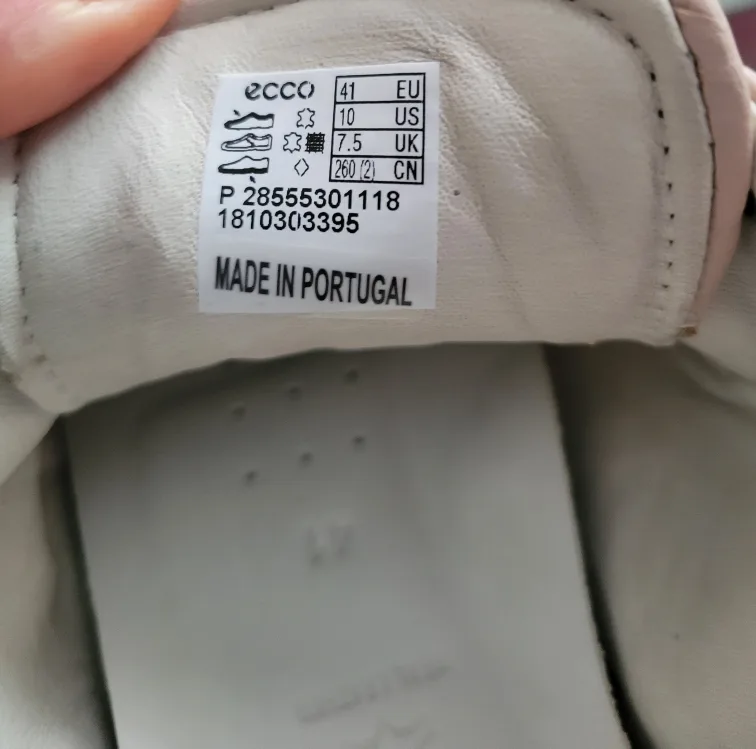 ecco
41 EU
10 US
7.5 UK
260 (2) CN
P 28555301118
1810303395
MADE IN PORTUGAL